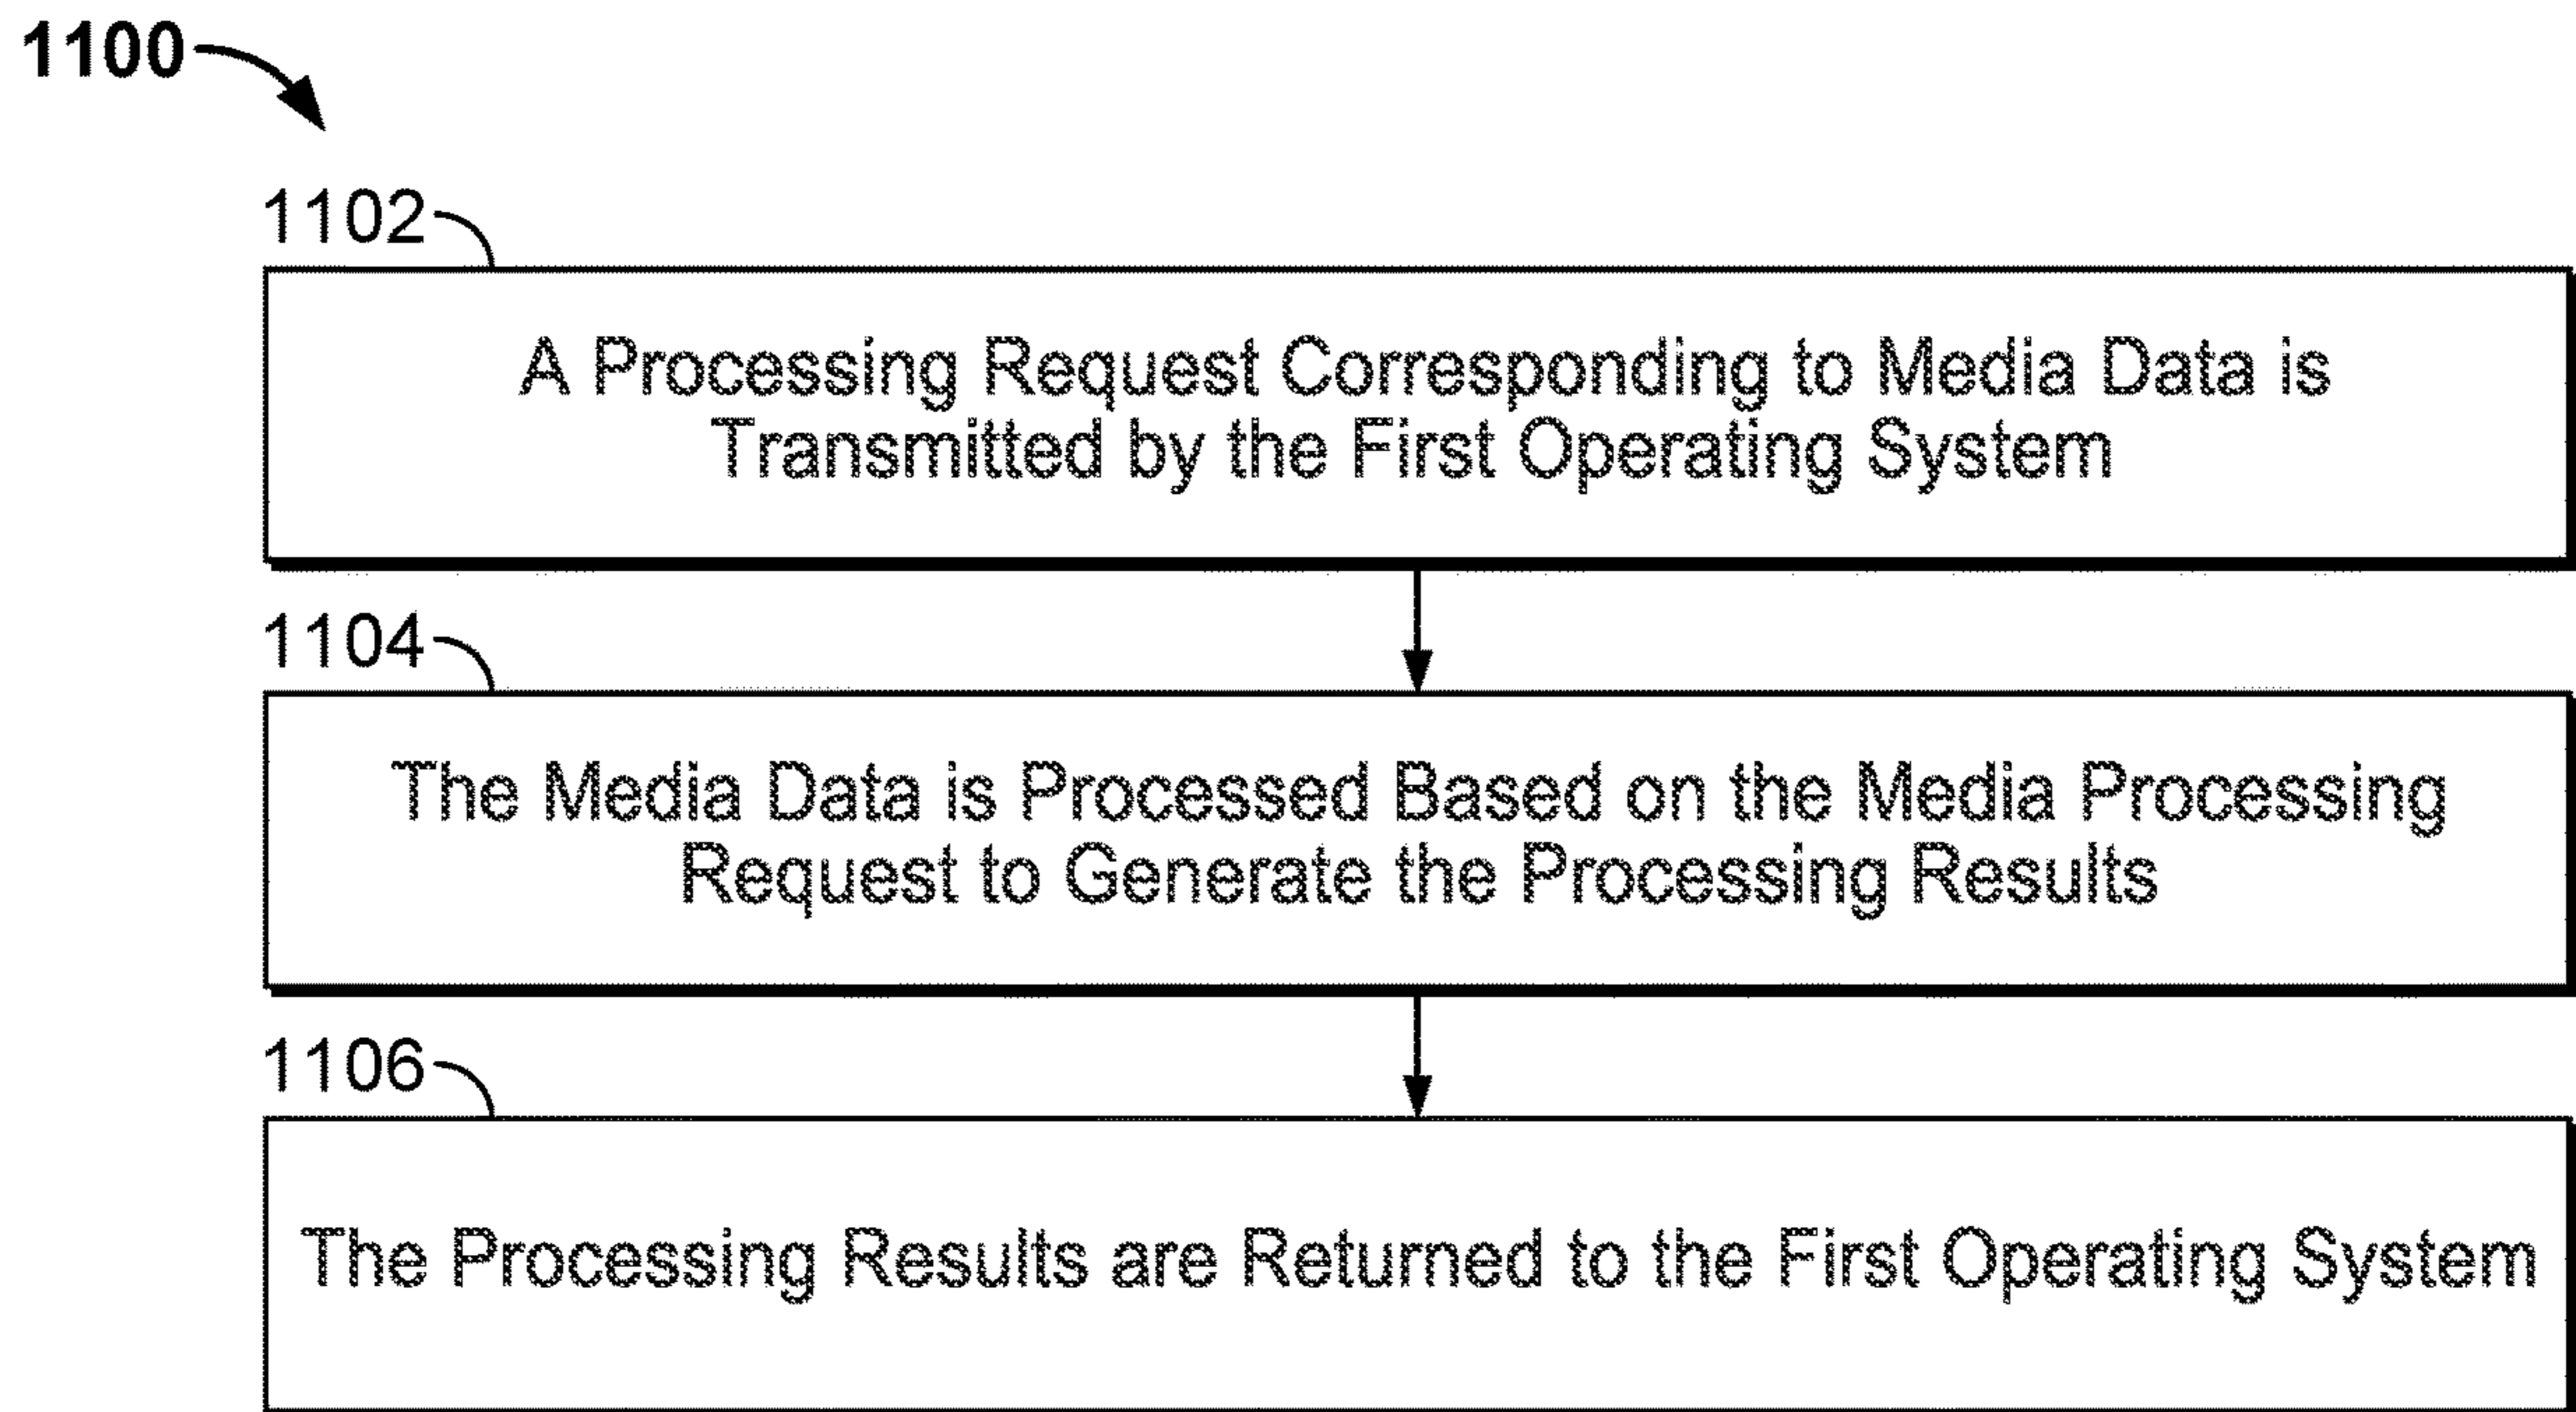 1100
1102
A Processing Request Corresponding to Media Data is
Transmitted by the First Operating System
1104
The Media Data is Processed Based on the Media Processing
Request to Generate the Processing Results
1106
The Processing Results are Returned to the First Operating System